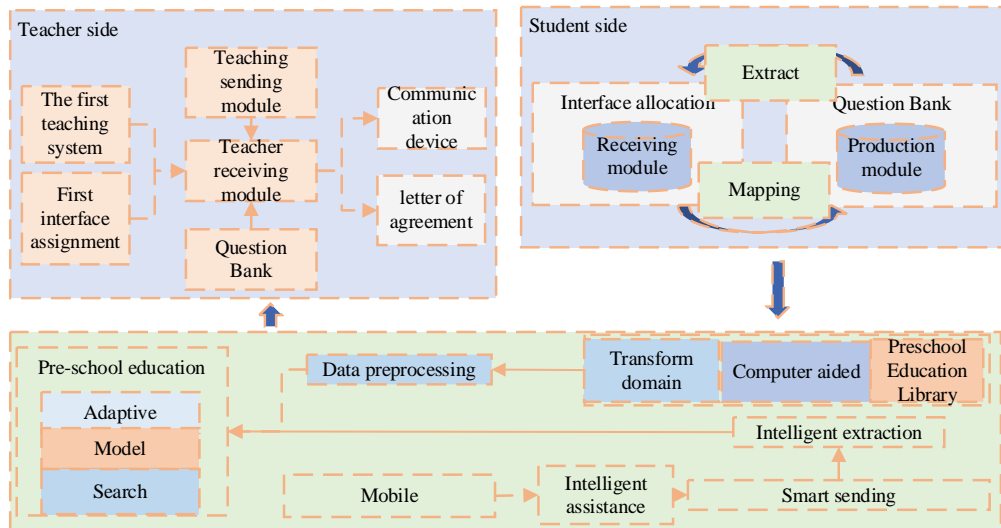 Teacher side
The first
teaching
system
First
interface
assignment
Teaching
sending
module
Teacher
receiving
module
Question
Bank
Communic
ation
device
letter of
agreement
Student side
Extract
Interface allocation
Receiving
module
Question Bank
Production
module
Mapping
Pre-school education
Adaptive
Model
Search
Data preprocessing
Transform
domain
Computer aided
Preschool
Education
Library
Intelligent extraction
Mobile
Intelligent
assistance
Smart sending